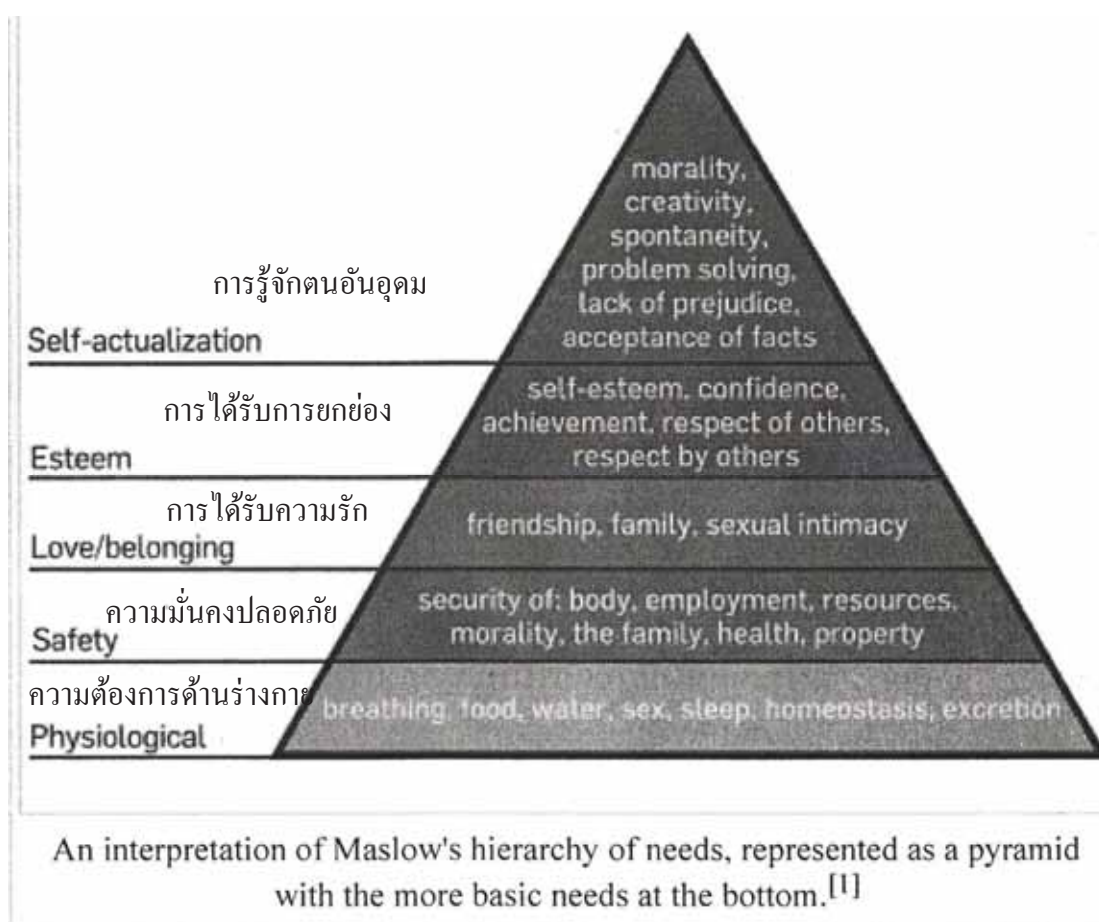 morality,
creativity,
spontaneity,
problem solving,
lack of prejudice,
acceptance of facts
การรู้จักตนอันอุดม
Self-actualization
self-esteem, confidence,
achievement, respect of others,
respect by others
การได้รับการยกย่อง
Esteem
friendship, family, sexual intimacy
การได้รับความรัก
Love/belonging
security of: body, employment, resources,
morality, the family, health, property
ความมั่นคงปลอดภัย
Safety
breathing, food, water, sex, sleep, homeostasis, excretion
ความต้องการด้านร่างกาย
Physiological
An interpretation of Maslow's hierarchy of needs, represented as a pyramid
with the more basic needs at the bottom.[1]